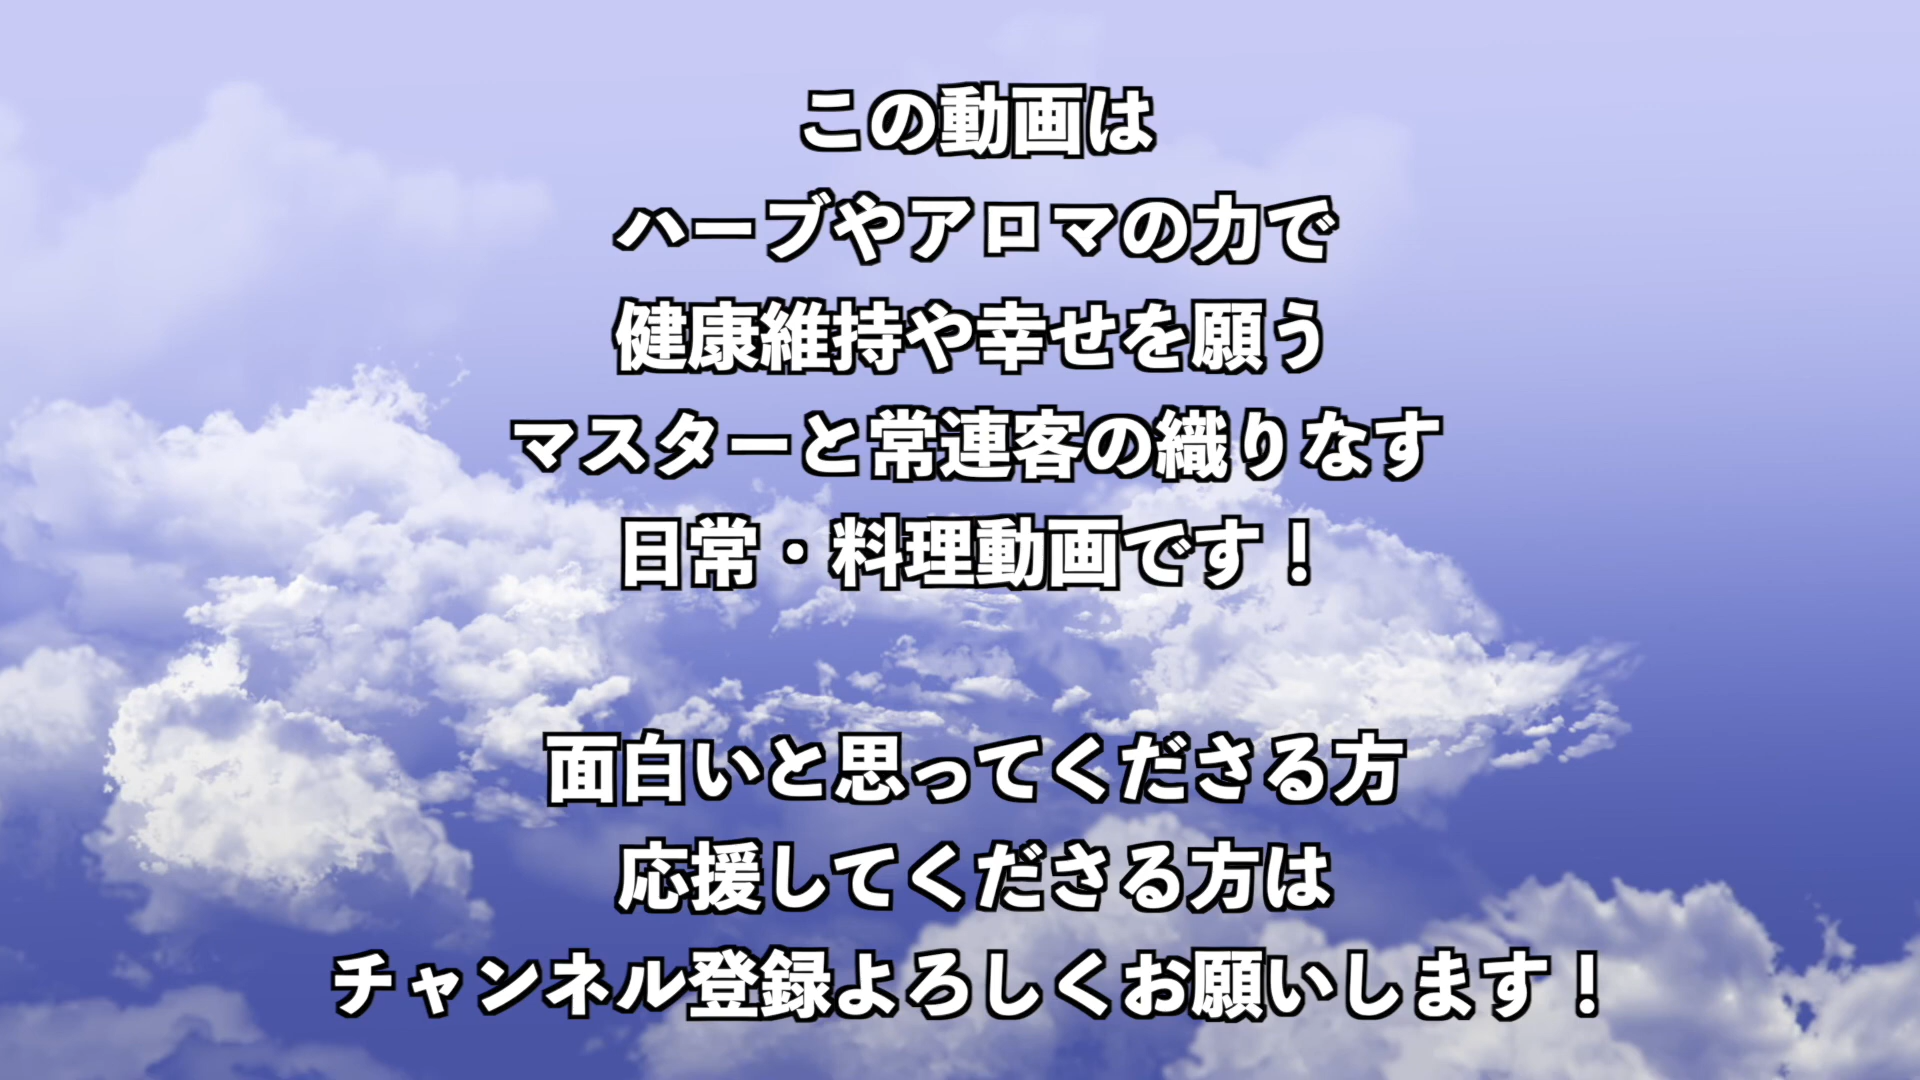 この動画は
ハーブやアロマの力で
健康維持や幸せを願う
マスターと常連客の織りなす
日常・料理動画です！
面白いと思ってくださる方
応援してくださる方は
チャンネル登録よろしくお願いします！